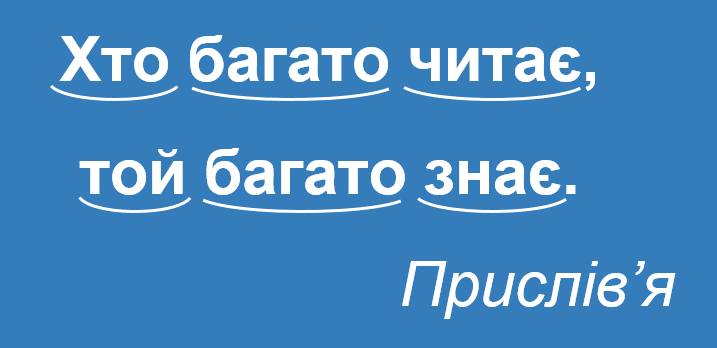 Хто багато читає,
той багато знає.
Прислів’я